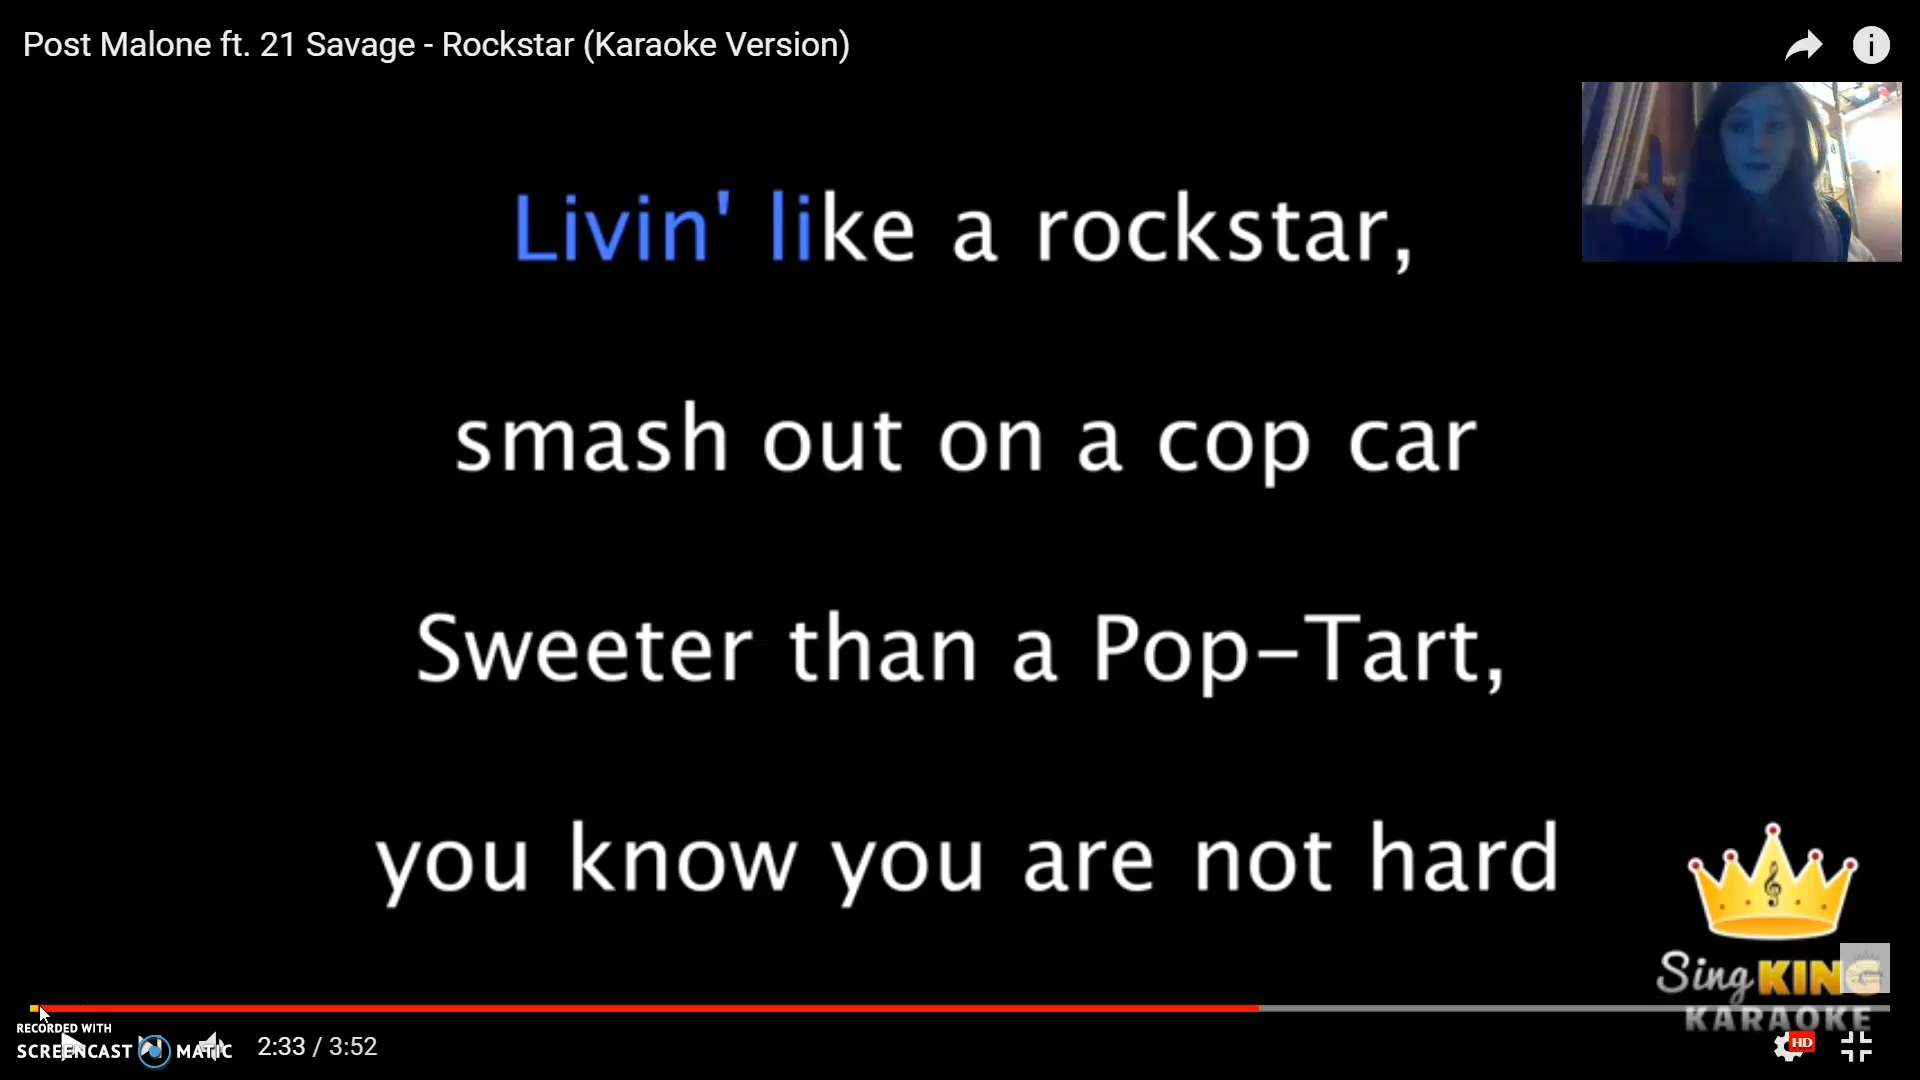 Post Malone ft. 21 Savage - Rockstar (Karaoke Version)
Livin' like a rockstar,
smash out on a cop car
Sweeter than a Pop-Tart,
you know you are not hard
Sing KING
KARAOKE
RECORDED WITH
SCREENCAST MATIC
2:33 / 3:52
HD